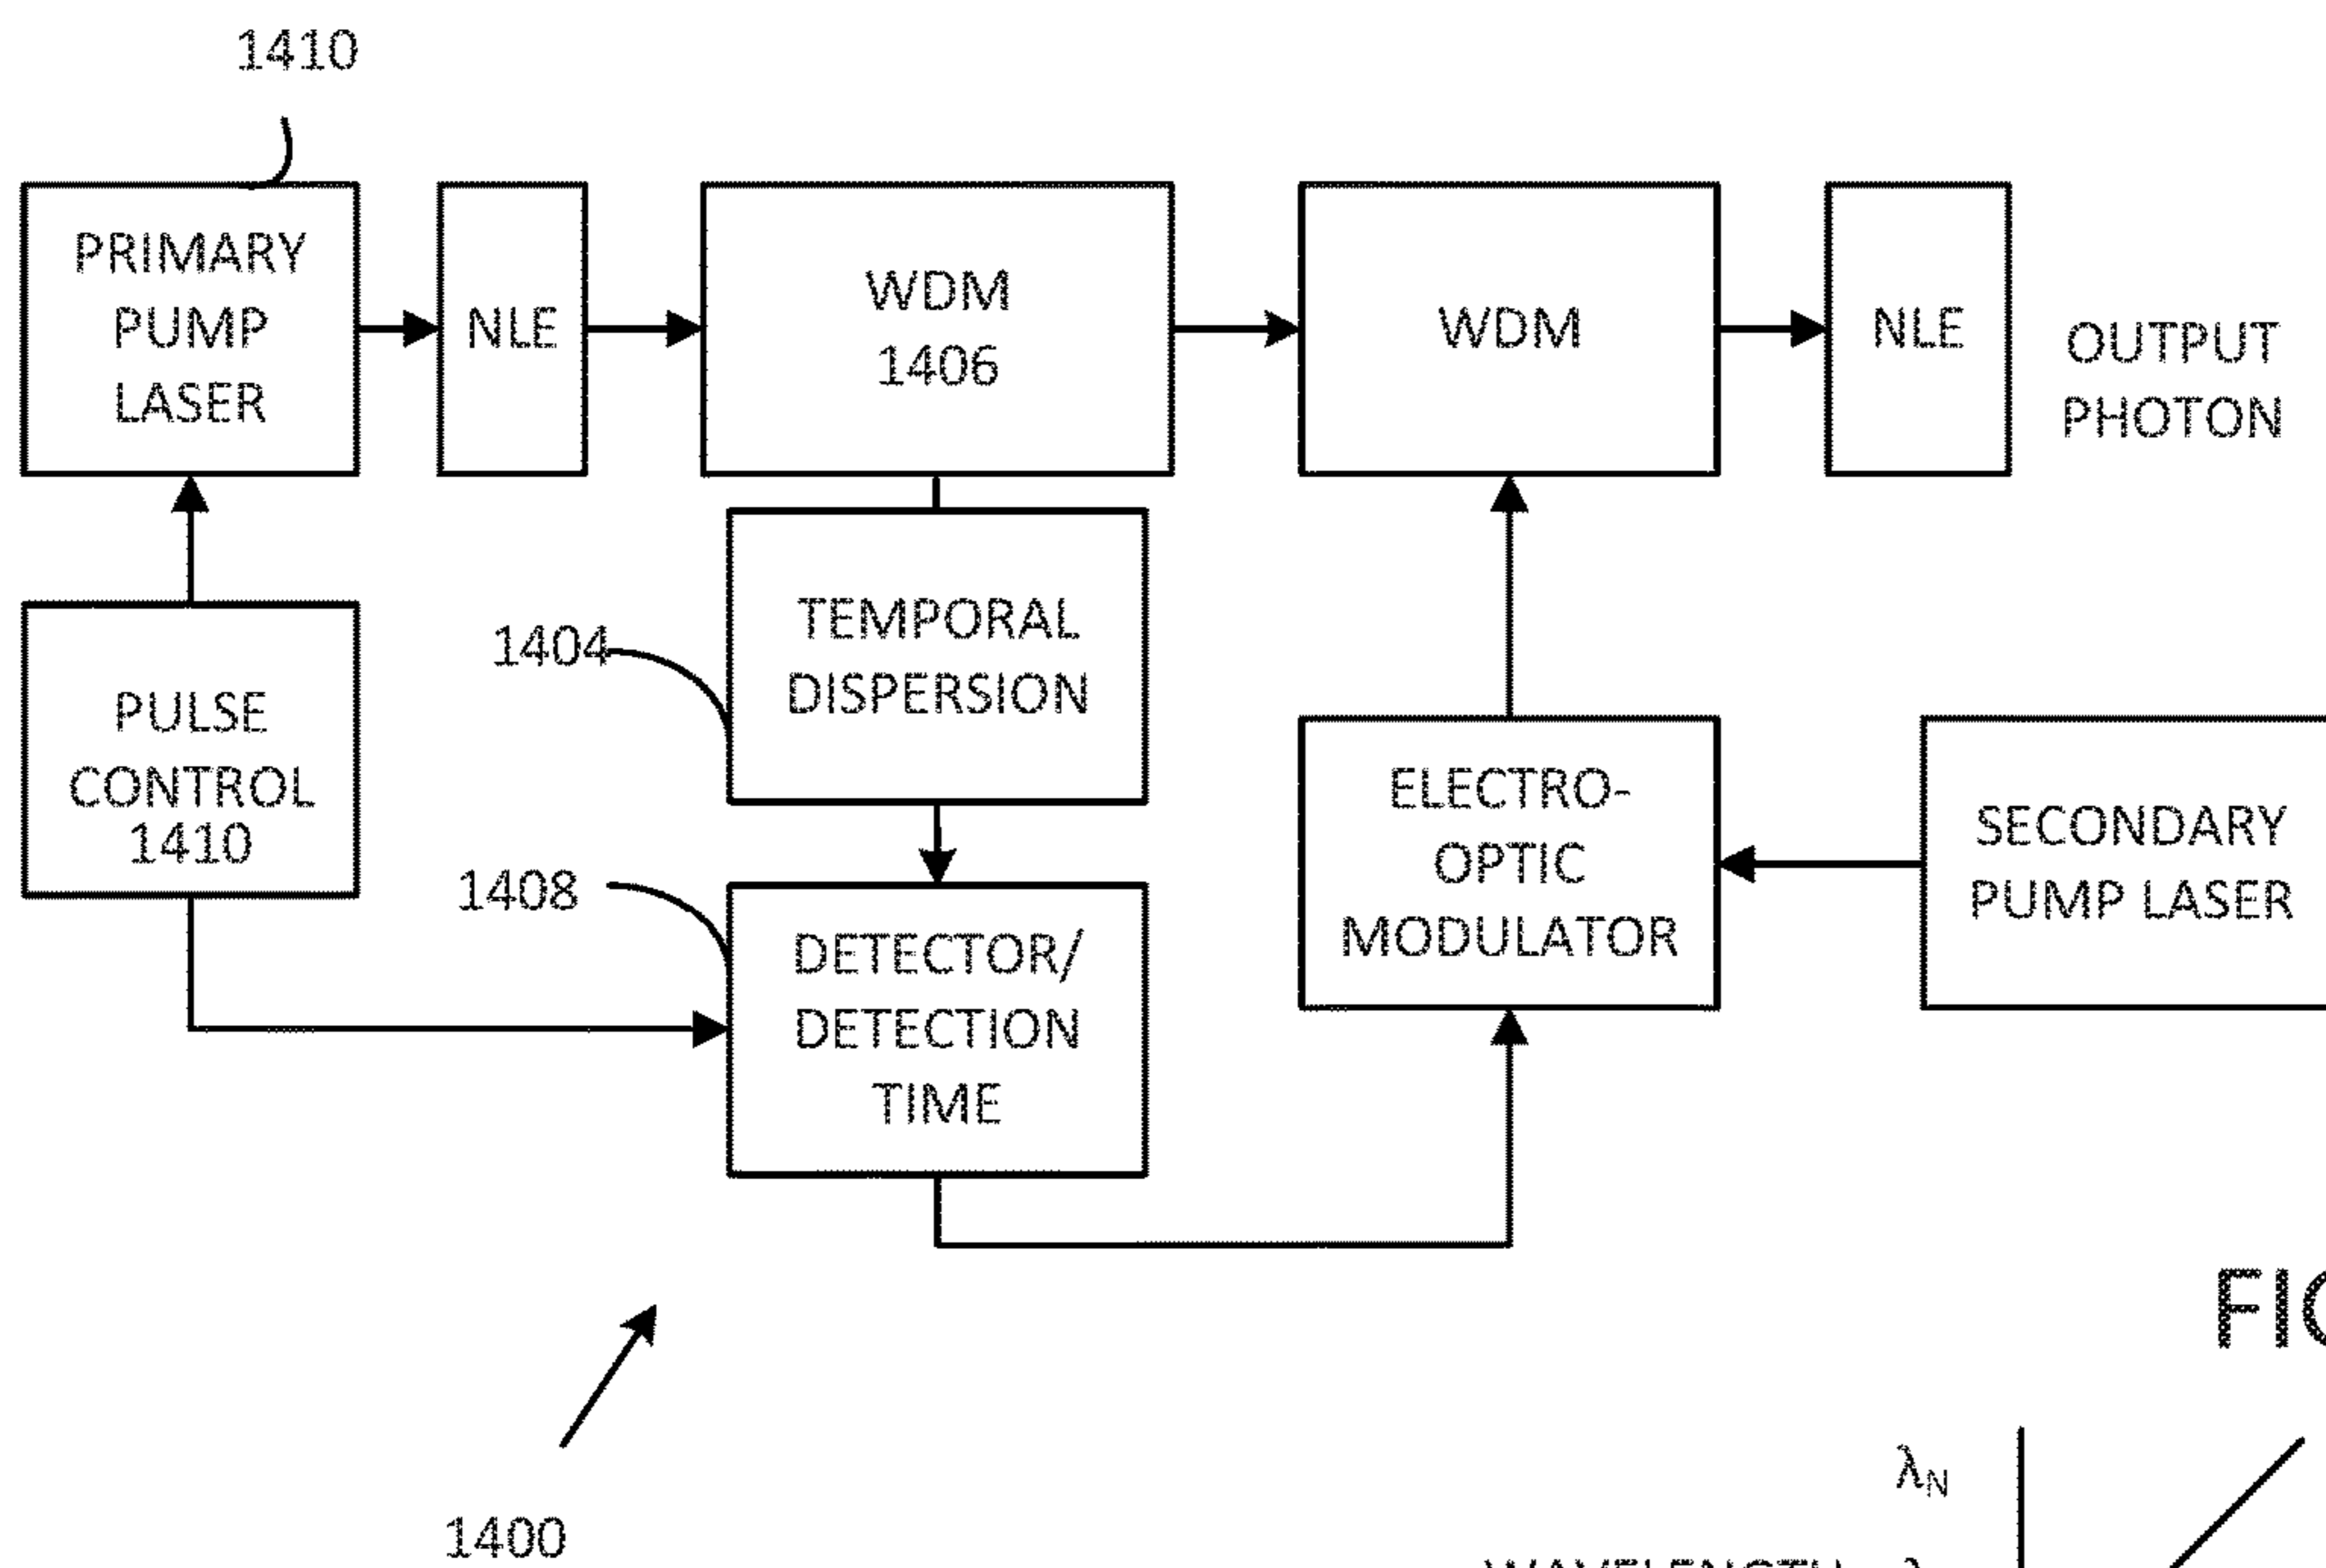 1410
PRIMARY
PUMP
LASER
NLE
WDM
1406
WDM
NLE
OUTPUT
PHOTON
PULSE
CONTROL
1410
1404
TEMPORAL
DISPERSION
1408
DETECTOR/
DETECTION
TIME
ELECTRO-
OPTIC
MODULATOR
SECONDARY
PUMP LASER
1400
λN